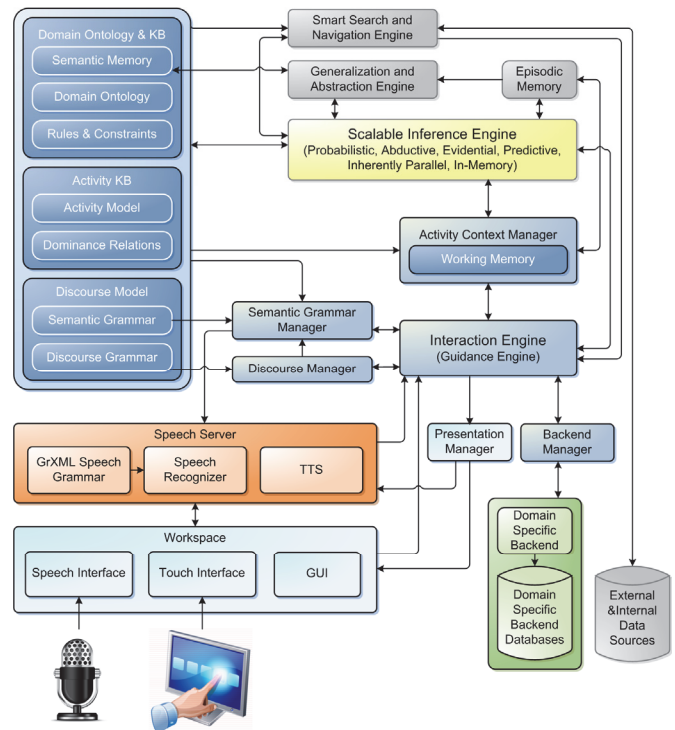 Domain Ontology & KB
Semantic Memory
Domain Ontology
Rules & Constraints
Activity KB
Activity Model
Dominance Relations
Discourse Model
Semantic Grammar
Discourse Grammar
Smart Search and
Navigation Engine
Generalization and
Abstraction Engine
Episodic
Memory
Scalable Inference Engine
(Probabilistic, Abductive, Evidential, Predictive,
Inherently Parallel, In-Memory)
Activity Context Manager
Working Memory
Semantic Grammar
Manager
Discourse Manager
Interaction Engine
(Guidance Engine)
Speech Server
GrXML Speech
Grammar
Speech
Recognizer
TTS
Presentation
Manager
Backend
Manager
Workspace
Speech Interface
Touch Interface
GUI
Domain
Specific
Backend
Domain
Specific
Backend
Databases
External
&Internal
Data
Sources